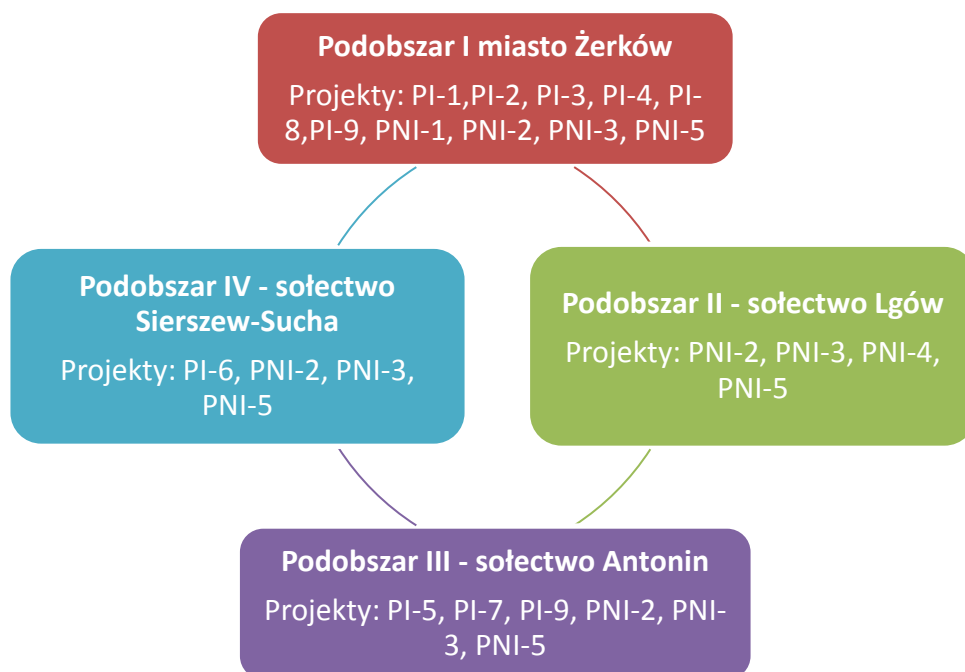 Podobszar I miasto Żerków
Projekty: PI-1,PI-2, PI-3, PI-4, PI-
8,PI-9, PNI-1, PNI-2, PNI-3, PNI-5
Podobszar IV - sołectwo
Sierszew-Sucha
Projekty: PI-6, PNI-2, PNI-3,
PNI-5
Podobszar II - sołectwo Lgów
Projekty: PNI-2, PNI-3, PNI-4,
PNI-5
Podobszar III - sołectwo Antonin
Projekty: PI-5, PI-7, PI-9, PNI-2, PNI-
3, PNI-5